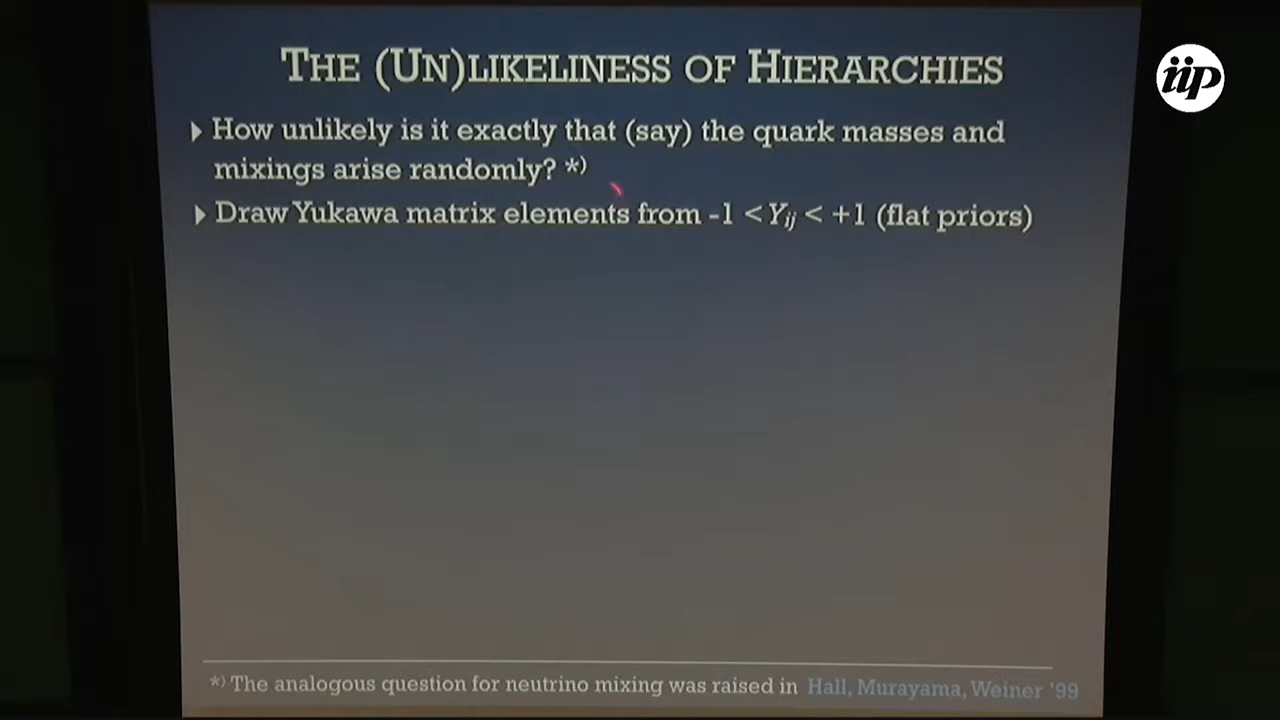 THE (UN)LIKELINESS OF HIERARCHIES
iip
How unlikely is it exactly that (say) the quark masses and
mixings arise randomly? *)
Draw Yukawa matrix elements from -1 < Yij < +1 (flat priors)
*) The analogous question for neutrino mixing was raised in Hall, Murayama, Weiner '99